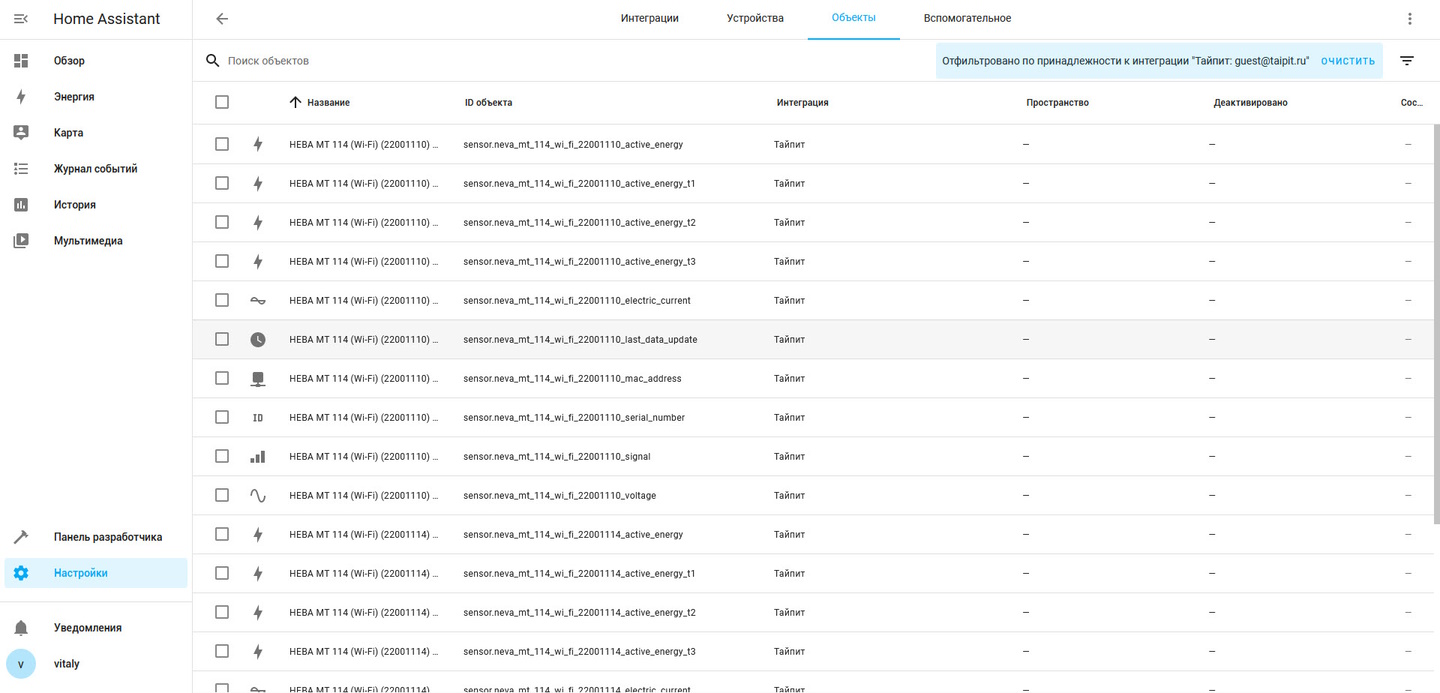 Home Assistant
Интеграции Устройства Объекты Вспомогательное
Обзор
Энергия
Карта
Журнал событий
История
Мультимедиа
Панель разработчика
Настройки
Уведомления
v vitaly
Поиск объектов Отфильтровано по принадлежности к интеграции "Тайпит: guest@taipit.ru" ОЧИСТИТЬ
Название ID объекта Интеграция Пространство Деактивировано Сос...
НЕВА МТ 114 (Wi-Fi) (22001110) ... sensor.neva_mt_114_wi_fi_22001110_active_energy Тайпит – – –
НЕВА МТ 114 (Wi-Fi) (22001110) ... sensor.neva_mt_114_wi_fi_22001110_active_energy_t1 Тайпит – – –
НЕВА МТ 114 (Wi-Fi) (22001110) ... sensor.neva_mt_114_wi_fi_22001110_active_energy_t2 Тайпит – – –
НЕВА МТ 114 (Wi-Fi) (22001110) ... sensor.neva_mt_114_wi_fi_22001110_active_energy_t3 Тайпит – – –
НЕВА МТ 114 (Wi-Fi) (22001110) ... sensor.neva_mt_114_wi_fi_22001110_electric_current Тайпит – – –
НЕВА МТ 114 (Wi-Fi) (22001110) ... sensor.neva_mt_114_wi_fi_22001110_last_data_update Тайпит – – –
НЕВА МТ 114 (Wi-Fi) (22001110) ... sensor.neva_mt_114_wi_fi_22001110_mac_address Тайпит – – –
ID НЕВА МТ 114 (Wi-Fi) (22001110) ... sensor.neva_mt_114_wi_fi_22001110_serial_number Тайпит – – –
НЕВА МТ 114 (Wi-Fi) (22001110) ... sensor.neva_mt_114_wi_fi_22001110_signal Тайпит – – –
НЕВА МТ 114 (Wi-Fi) (22001110) ... sensor.neva_mt_114_wi_fi_22001110_voltage Тайпит – – –
НЕВА МТ 114 (Wi-Fi) (22001114) ... sensor.neva_mt_114_wi_fi_22001114_active_energy Тайпит – – –
НЕВА МТ 114 (Wi-Fi) (22001114) ... sensor.neva_mt_114_wi_fi_22001114_active_energy_t1 Тайпит – – –
НЕВА МТ 114 (Wi-Fi) (22001114) ... sensor.neva_mt_114_wi_fi_22001114_active_energy_t2 Тайпит – – –
НЕВА МТ 114 (Wi-Fi) (22001114) ... sensor.neva_mt_114_wi_fi_22001114_active_energy_t3 Тайпит – – –
НЕВА МТ 114 (Wi-Fi) (22001114) ... sensor.neva_mt_114_wi_fi_22001114_electric_current Тайпит